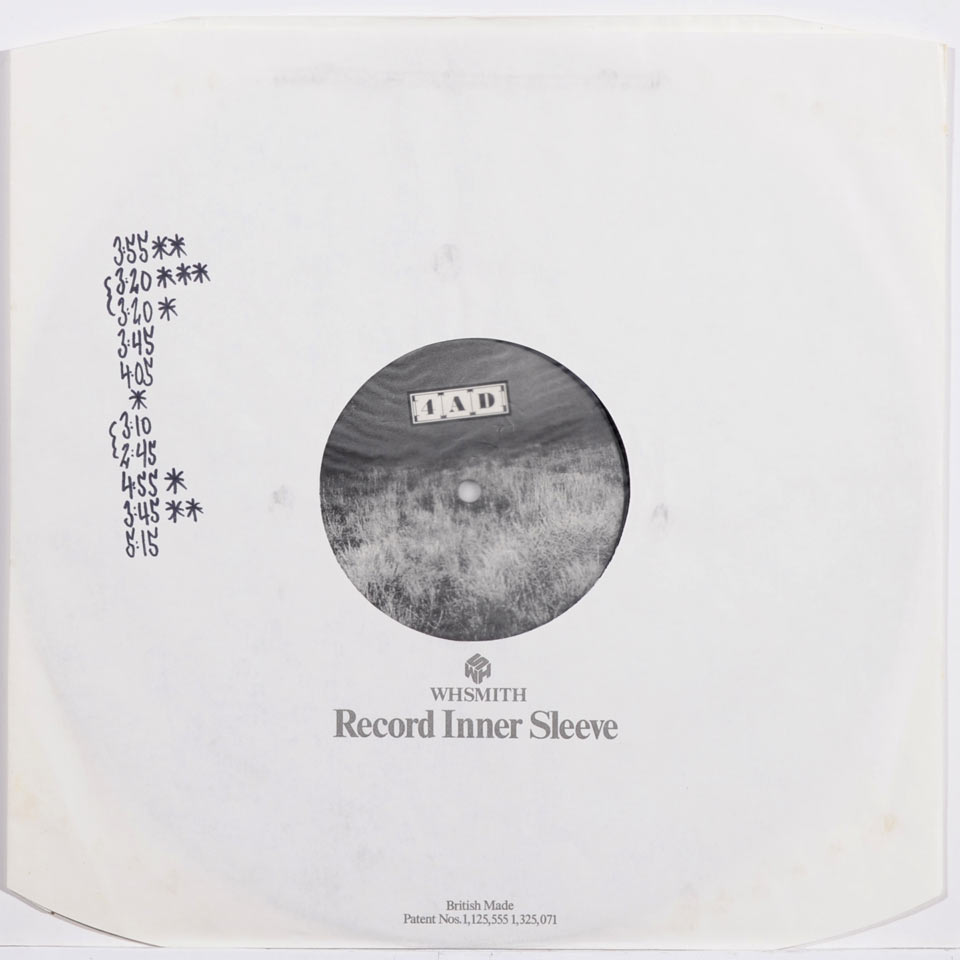 3:55 **
{3:20 ***
{3:20 *
3:45
4:05
*
{3:10
{2:45
4:55 *
3:45 **
5:15
4AD
WHSMITH
Record Inner Sleeve
British Made
Patent Nos. 1,125,555 1,325,071